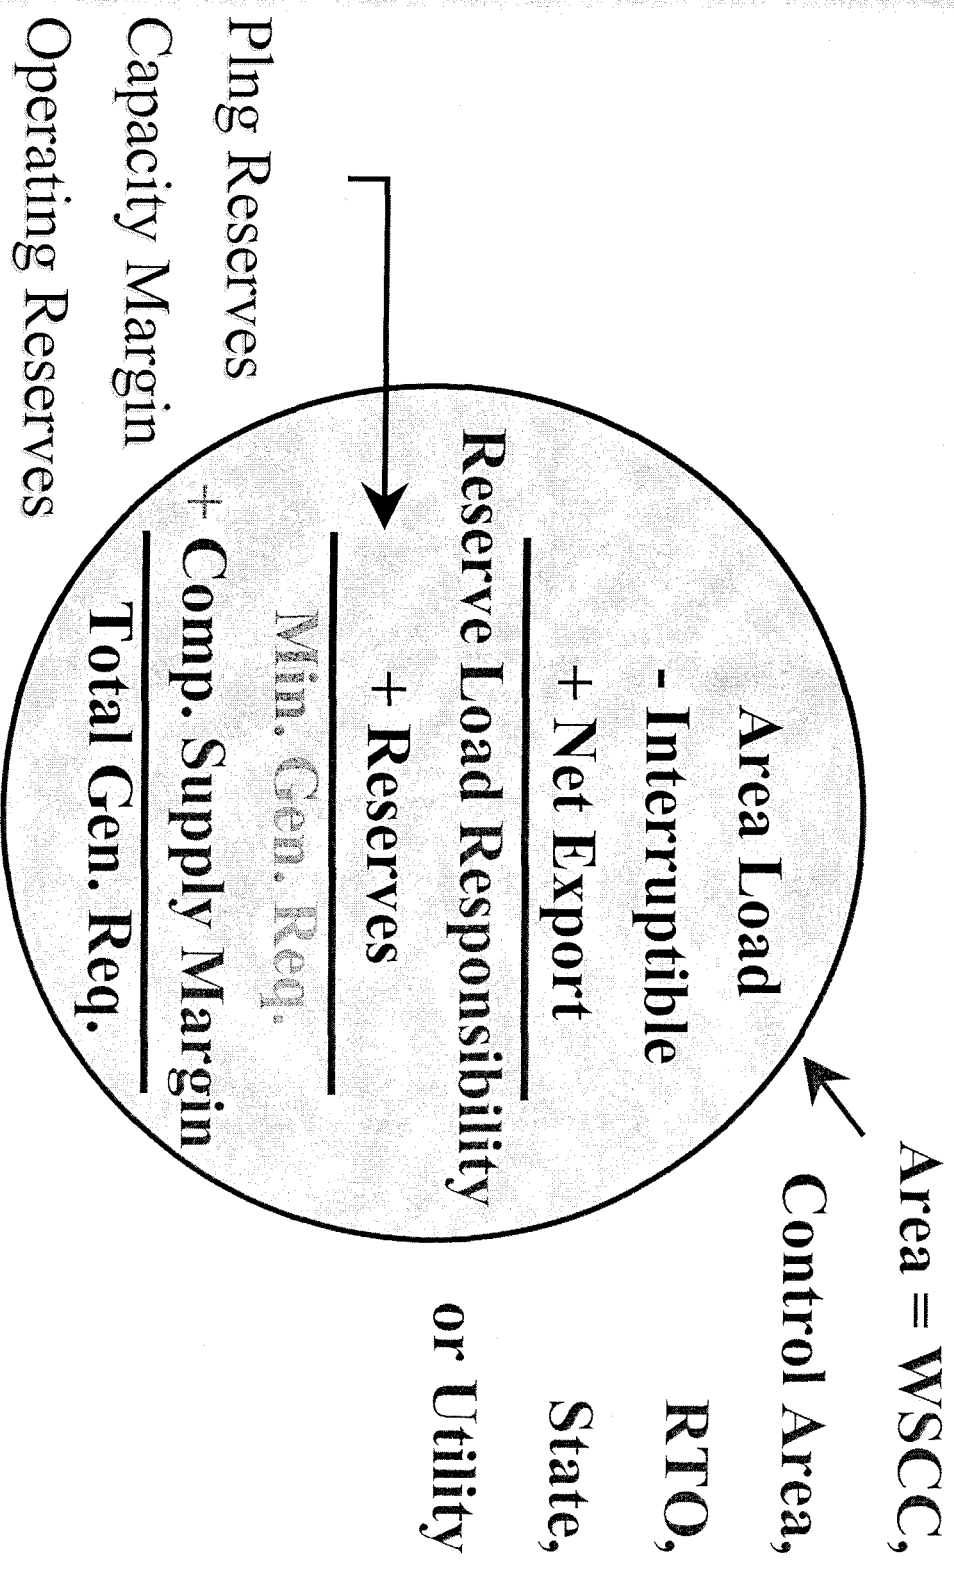 Area = WSCC,
Control Area,
RTO,
State,
or Utility
Area Load
- Interruptible
+ Net Export
Reserve Load Responsibility
+ Reserves
Min. Gen. Req.
+ Comp. Supply Margin
Total Gen. Req.
Plng Reserves
Capacity Margin
Operating Reserves